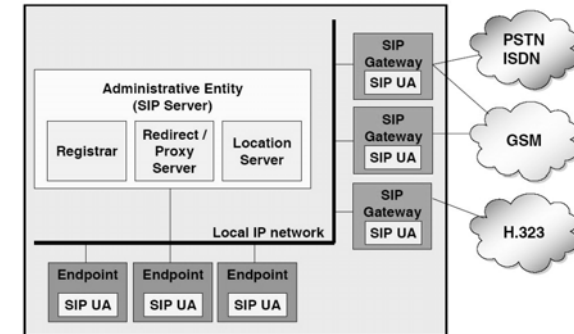 Administrative Entity
(SIP Server)
Registrar
Redirect /
Proxy
Server
Location
Server
Local IP network
Endpoint
SIP UA
Endpoint
SIP UA
Endpoint
SIP UA
SIP
Gateway
SIP UA
SIP
Gateway
SIP UA
SIP
Gateway
SIP UA
PSTN
ISDN
GSM
H.323